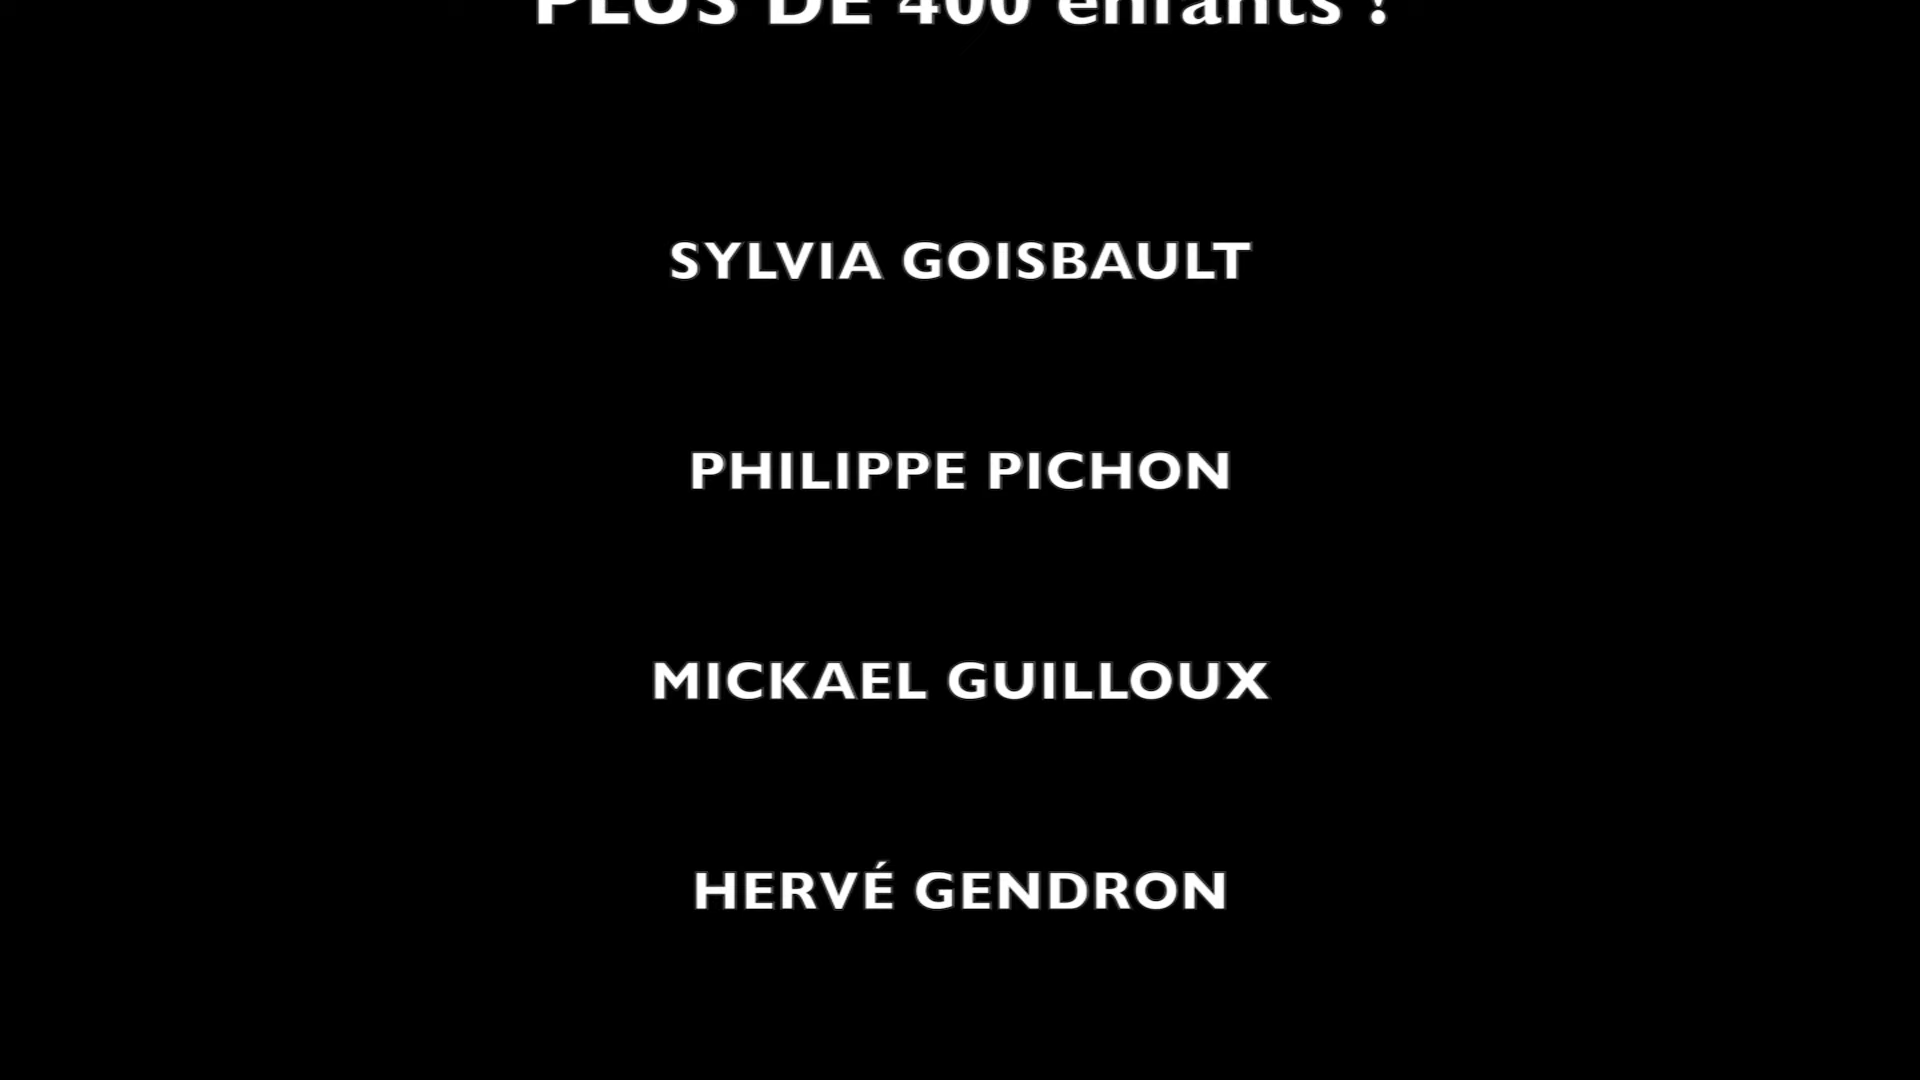 PLUS DE 400 enfants !
SYLVIA GOISBAULT
PHILIPPE PICHON
MICKAEL GUILLOUX
HERVÉ GENDRON